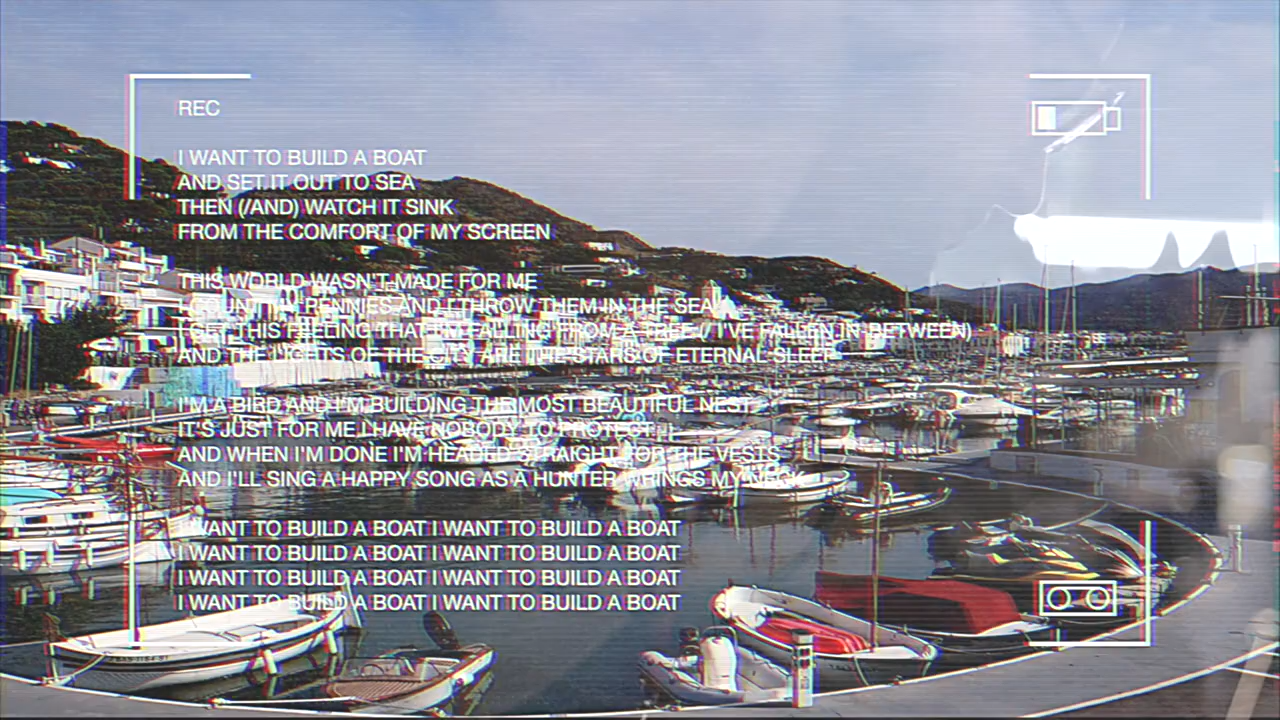 REC
I WANT TO BUILD A BOAT
AND SET IT OUT TO SEA
THEN (/AND) WATCH IT SINK
FROM THE COMFORT OF MY SCREEN
THIS WORLD WASN'T MADE FOR ME
I COUNT MY PENNIES AND I THROW THEM IN THE SEA
I GET THIS FEELING THAT I'M FALLING FROM A TREE (/ I'VE FALLEN IN-BETWEEN)
AND THE LIGHTS OF THE CITY ARE THE STARS OF ETERNAL SLEEP
I'M A BIRD AND I'M BUILDING THE MOST BEAUTIFUL NEST
IT'S JUST FOR ME I HAVE NOBODY TO PROTECT
AND WHEN I'M DONE I'M HEADED STRAIGHT FOR THE VESTS
AND I'LL SING A HAPPY SONG AS A HUNTER WRINGS MY NECK
I WANT TO BUILD A BOAT I WANT TO BUILD A BOAT
I WANT TO BUILD A BOAT I WANT TO BUILD A BOAT
I WANT TO BUILD A BOAT I WANT TO BUILD A BOAT
I WANT TO BUILD A BOAT I WANT TO BUILD A BOAT